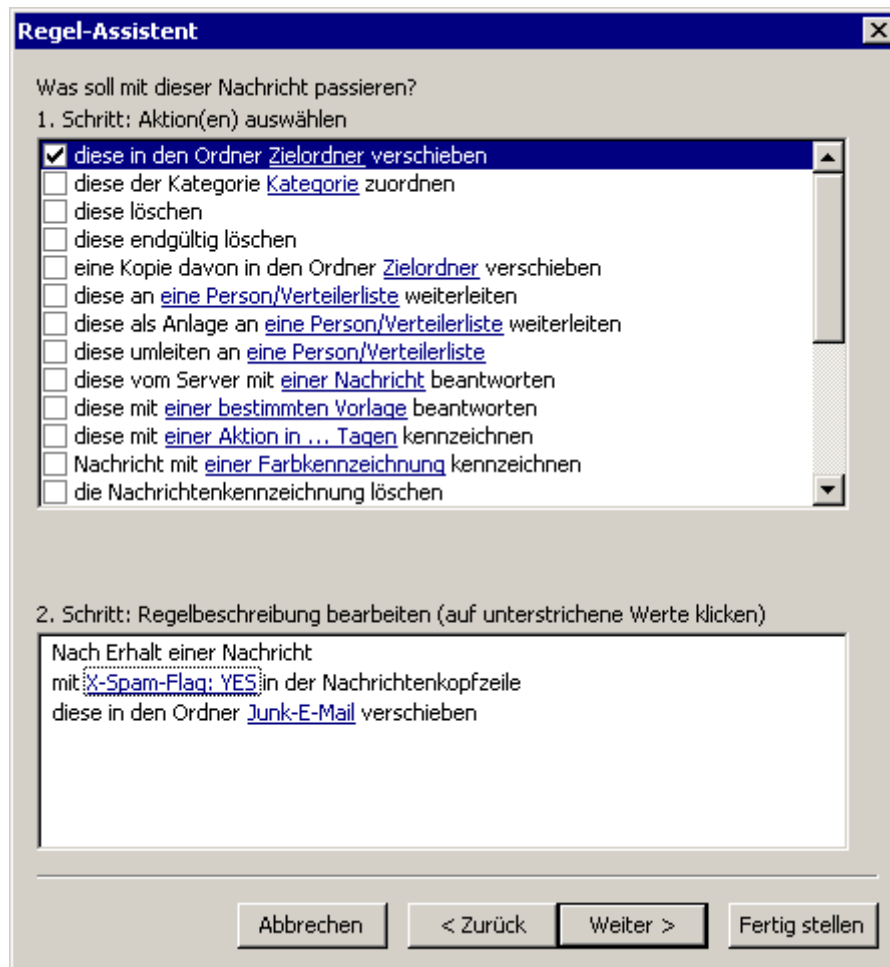 Regel-Assistent
Was soll mit dieser Nachricht passieren?
1. Schritt: Aktion(en) auswählen
diese in den Ordner Zielordner verschieben
diese der Kategorie Kategorie zuordnen
diese löschen
diese endgültig löschen
eine Kopie davon in den Ordner Zielordner verschieben
diese an eine Person/Verteilerliste weiterleiten
diese als Anlage an eine Person/Verteilerliste weiterleiten
diese umleiten an eine Person/Verteilerliste
diese vom Server mit einer Nachricht beantworten
diese mit einer bestimmten Vorlage beantworten
diese mit einer Aktion in ... Tagen kennzeichnen
Nachricht mit einer Farbkennzeichnung kennzeichnen
die Nachrichtenkennzeichnung löschen
2. Schritt: Regelbeschreibung bearbeiten (auf unterstrichene Werte klicken)
Nach Erhalt einer Nachricht
mit X-Spam-Flag: YES in der Nachrichtenkopfzeile
diese in den Ordner Junk-E-Mail verschieben
Abbrechen < Zurück Weiter > Fertig stellen